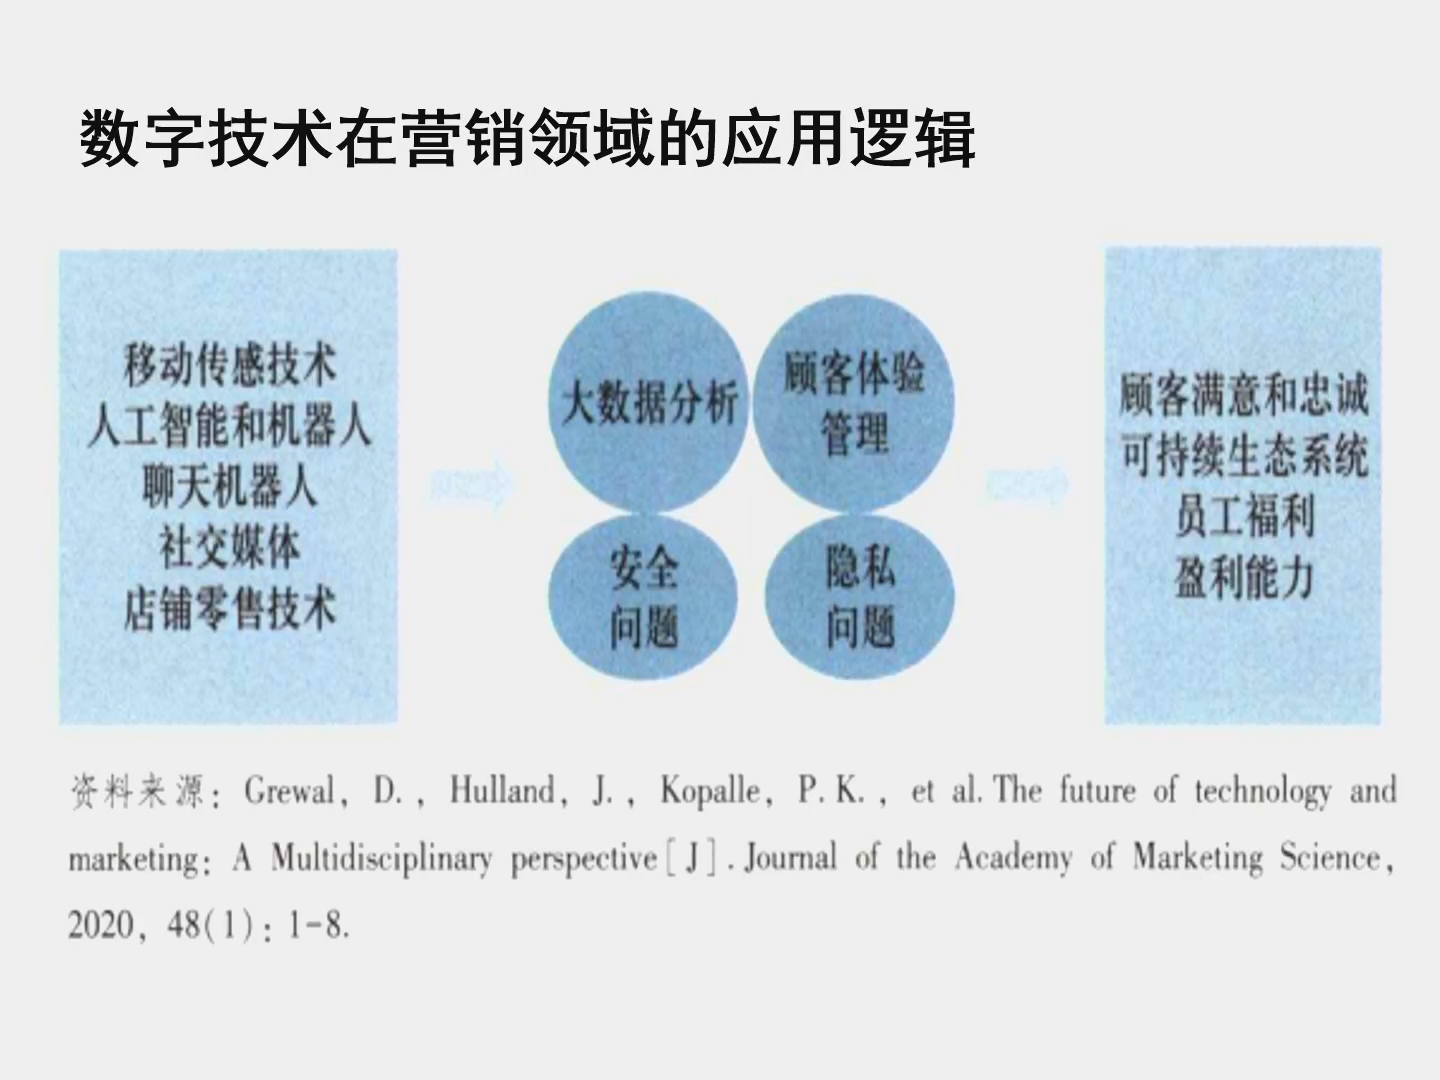 数字技术在营销领域的应用逻辑
移动传感技术
人工智能和机器人
聊天机器人
社交媒体
店铺零售技术
大数据分析
顾客体验
管理
安全
问题
隐私
问题
顾客满意和忠诚
可持续生态系统
员工福利
盈利能力
资料来源：Grewal, D., Hulland, J., Kopalle, P. K., et al. The future of technology and
marketing: A Multidisciplinary perspective[J]. Journal of the Academy of Marketing Science,
2020, 48(1): 1-8.